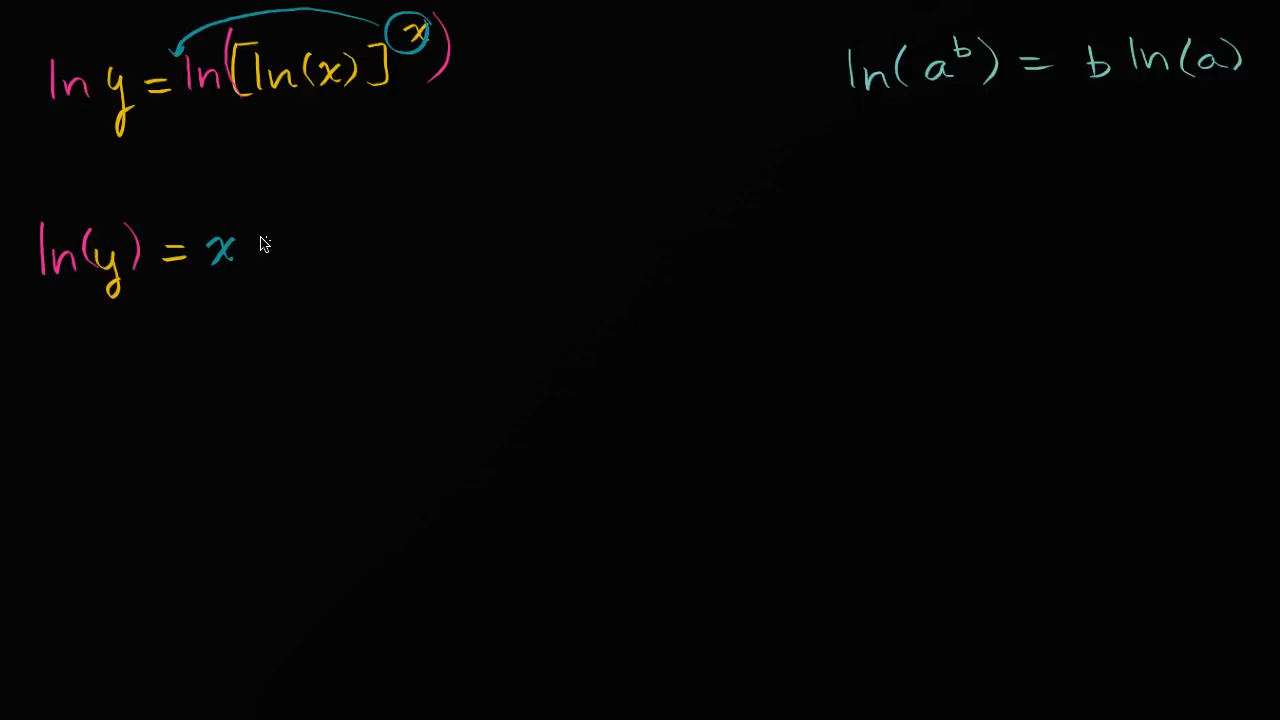 ln y = ln([ln(x)]^x)
ln(a^b) = b ln(a)
ln(y) = x